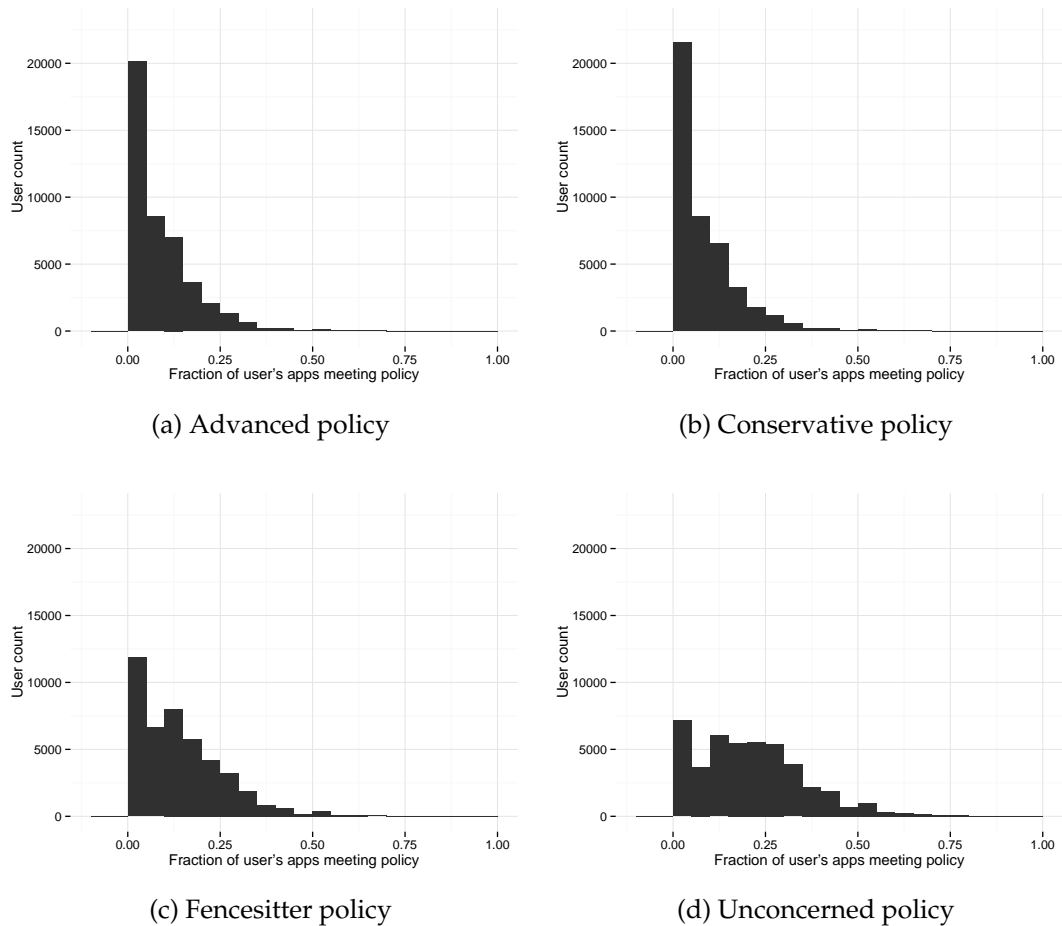 20000
15000
10000
5000
0
User count
0.00 0.25 0.50 0.75 1.00
Fraction of user's apps meeting policy
(a) Advanced policy
20000
15000
10000
5000
0
User count
0.00 0.25 0.50 0.75 1.00
Fraction of user's apps meeting policy
(b) Conservative policy
20000
15000
10000
5000
0
User count
0.00 0.25 0.50 0.75 1.00
Fraction of user's apps meeting policy
(c) Fencesitter policy
20000
15000
10000
5000
0
User count
0.00 0.25 0.50 0.75 1.00
Fraction of user's apps meeting policy
(d) Unconcerned policy